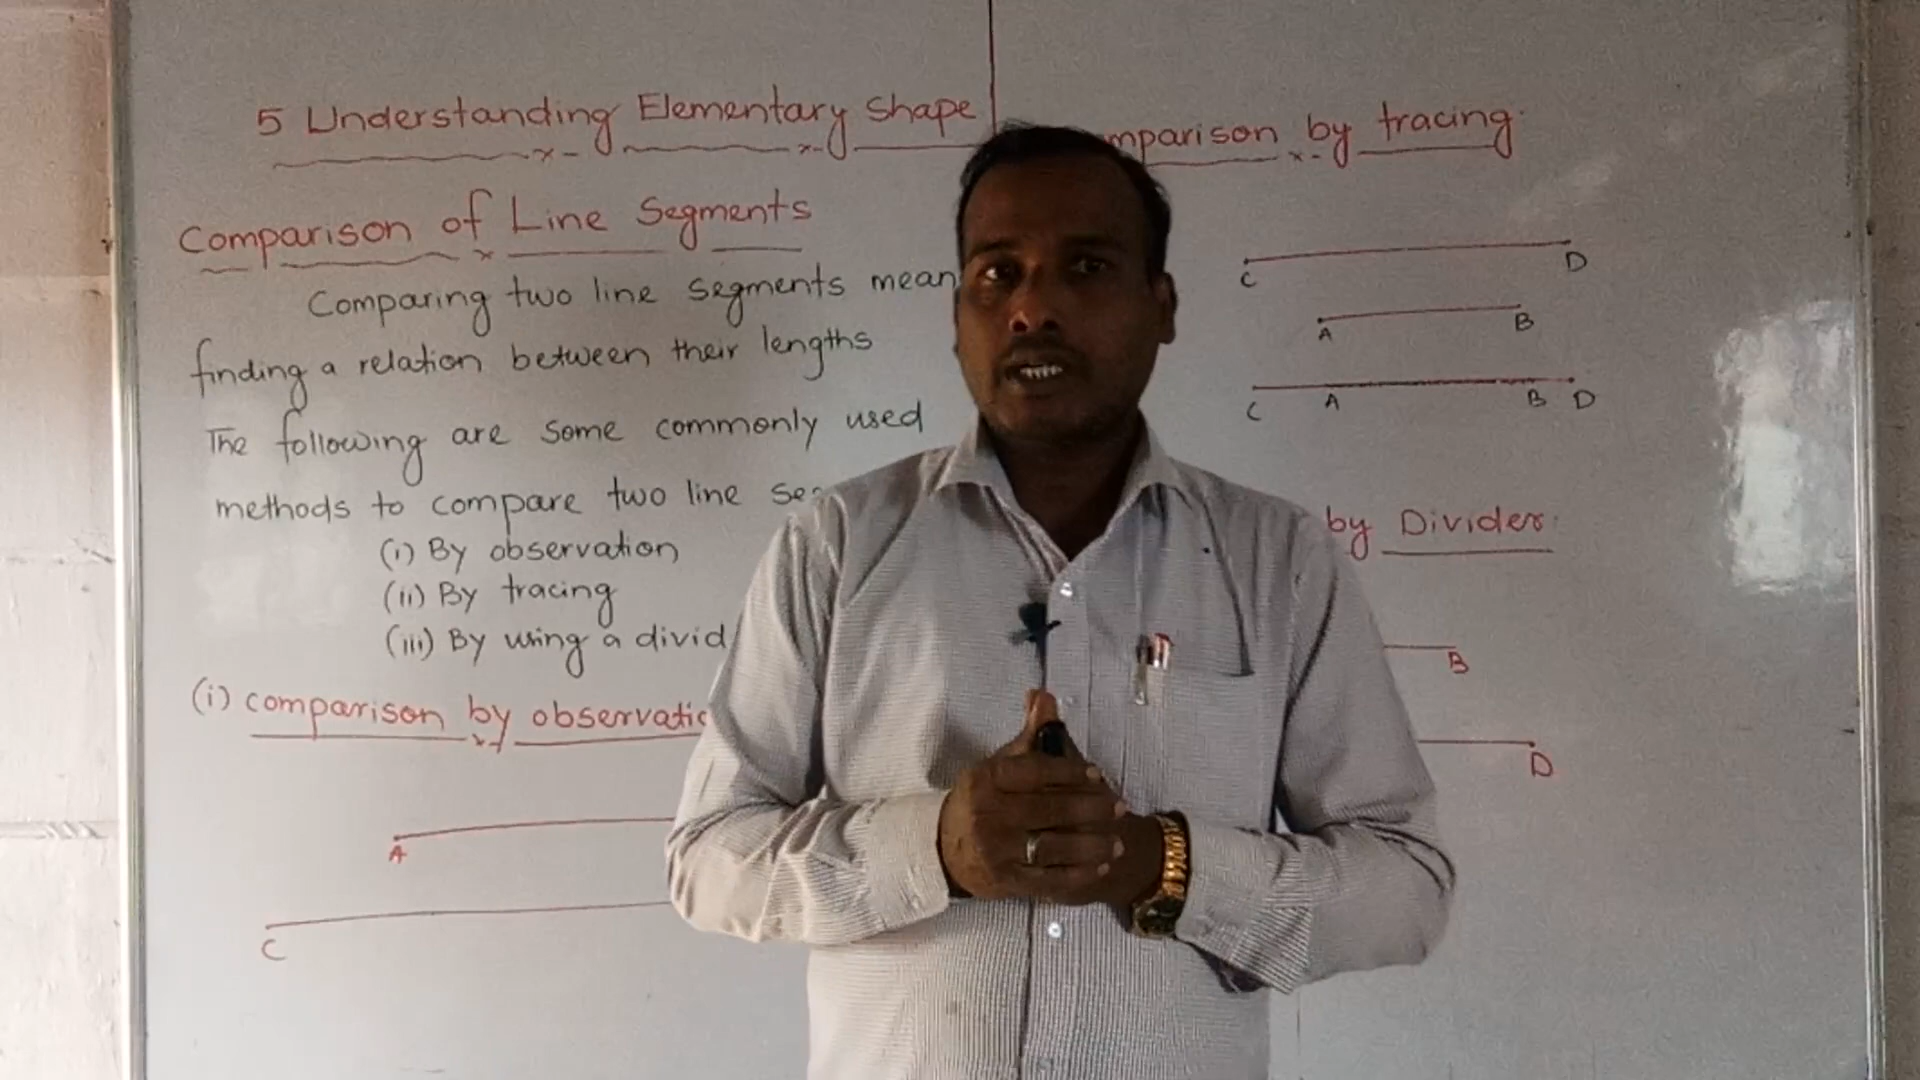 5 Understanding Elementary Shape
Comparison of Line Segments
Comparing two line segments mean
finding a relation between their lengths
The following are some commonly used
methods to compare two line
(i) By observation
(ii) By tracing
(iii) By using a divid
(i) comparison by observatio
A
C
mparison by tracing.
C D
A B
C A B D
by Divider.
B
D